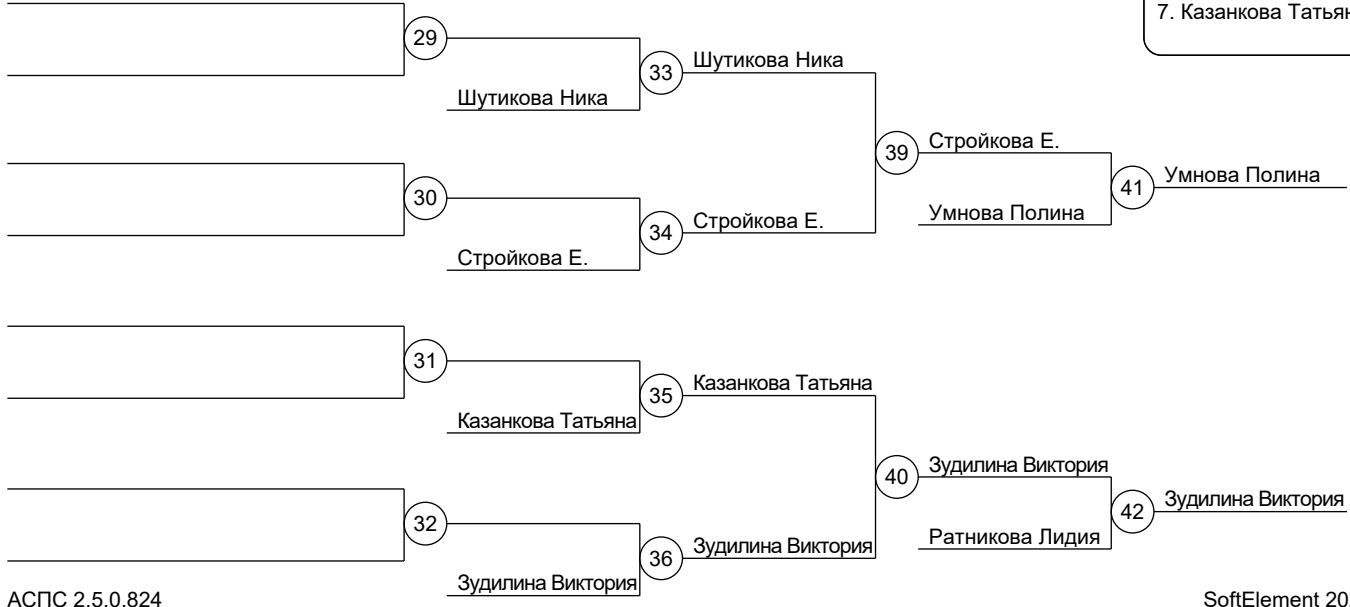 7. Казанкова Татьян
29
33
Шутикова Ника
Шутикова Ника
39
Стройкова Е.
41
Умнова Полина
30
Умнова Полина
34
Стройкова Е.
Стройкова Е.
31
35
Казанкова Татьяна
Казанкова Татьяна
40
Зудилина Виктория
42
Зудилина Виктория
32
Ратникова Лидия
36
Зудилина Виктория
Зудилина Виктория
АСПС 2.5.0.824
SoftElement 20